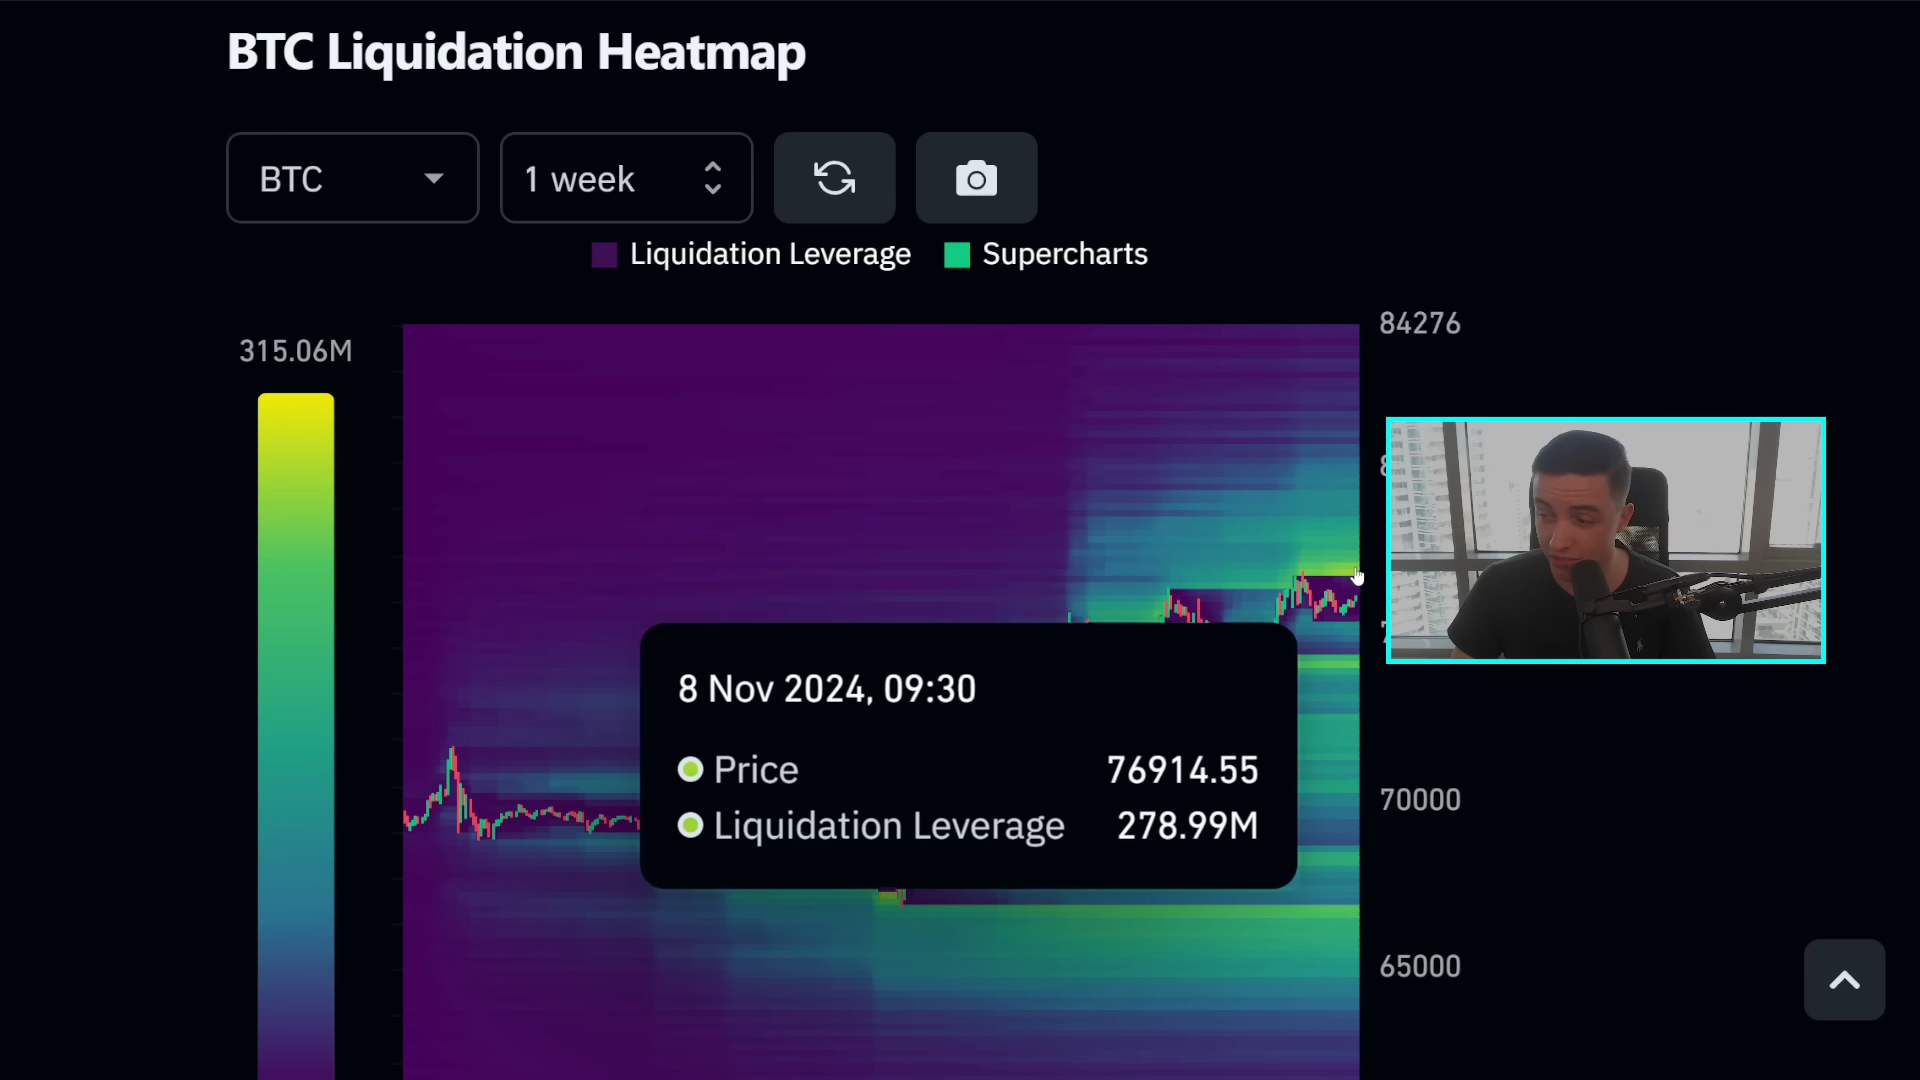 BTC Liquidation Heatmap
BTC
1 week
Liquidation Leverage
Supercharts
315.06M
84276
8 Nov 2024, 09:30
Price 76914.55
Liquidation Leverage 278.99M
70000
65000